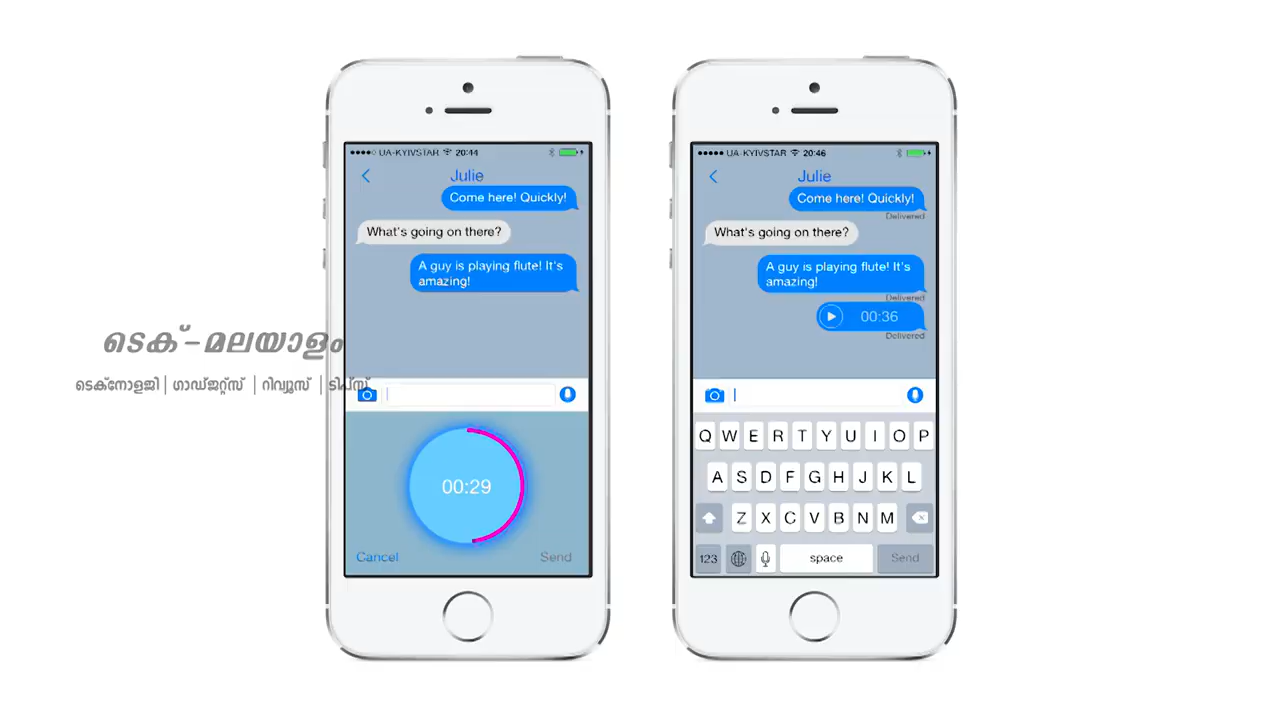 ടെക്-മലയാളം
ടെക്നോളജി | ഗാഡ്ജറ്റ്സ് | റിവ്യൂസ് | ടിപ്സ്
UA-KYIVSTAR 20:44
Julie
Come here! Quickly!
What's going on there?
A guy is playing flute! It's
amazing!
00:29
Cancel Send
UA-KYIVSTAR 20:46
Julie
Come here! Quickly!
Delivered
What's going on there?
A guy is playing flute! It's
amazing!
Delivered
00:36
Delivered
Q W E R T Y U I O P
A S D F G H J K L
Z X C V B N M
123 space Send